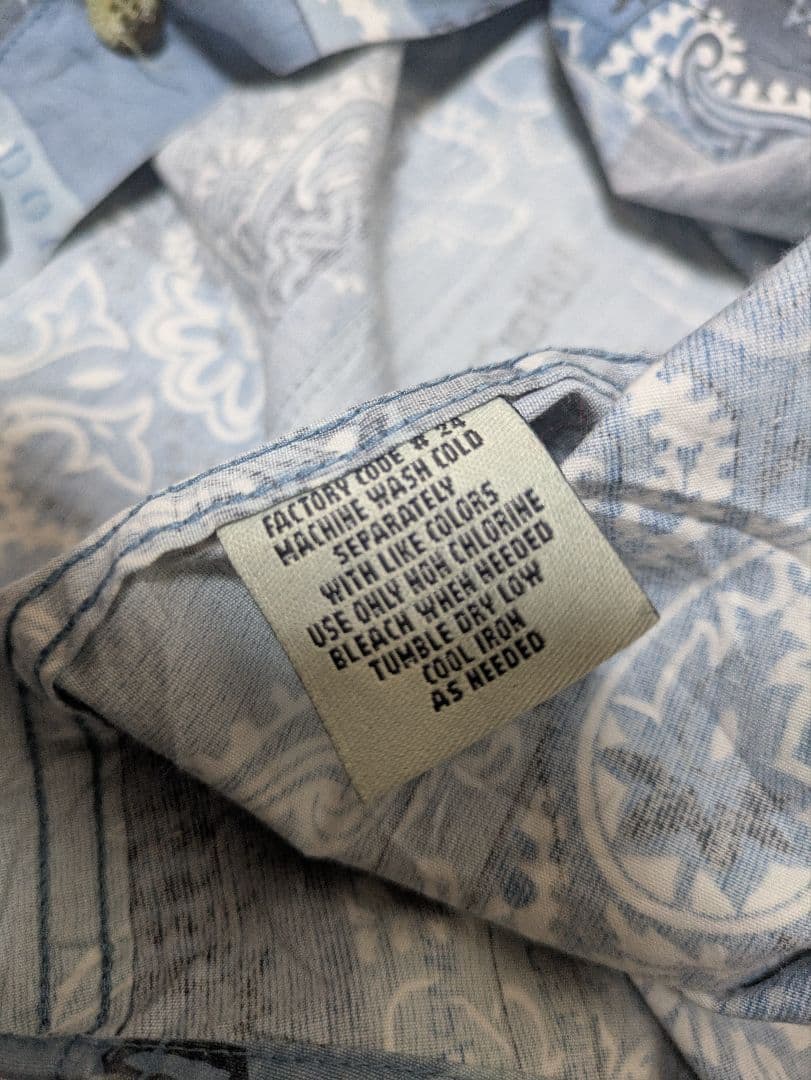 FACTORY CODE # 24
MACHINE WASH COLD
SEPARATELY
WITH LIKE COLORS
USE ONLY NON CHLORINE
BLEACH WHEN NEEDED
TUMBLE DRY LOW
COOL IRON
AS NEEDED